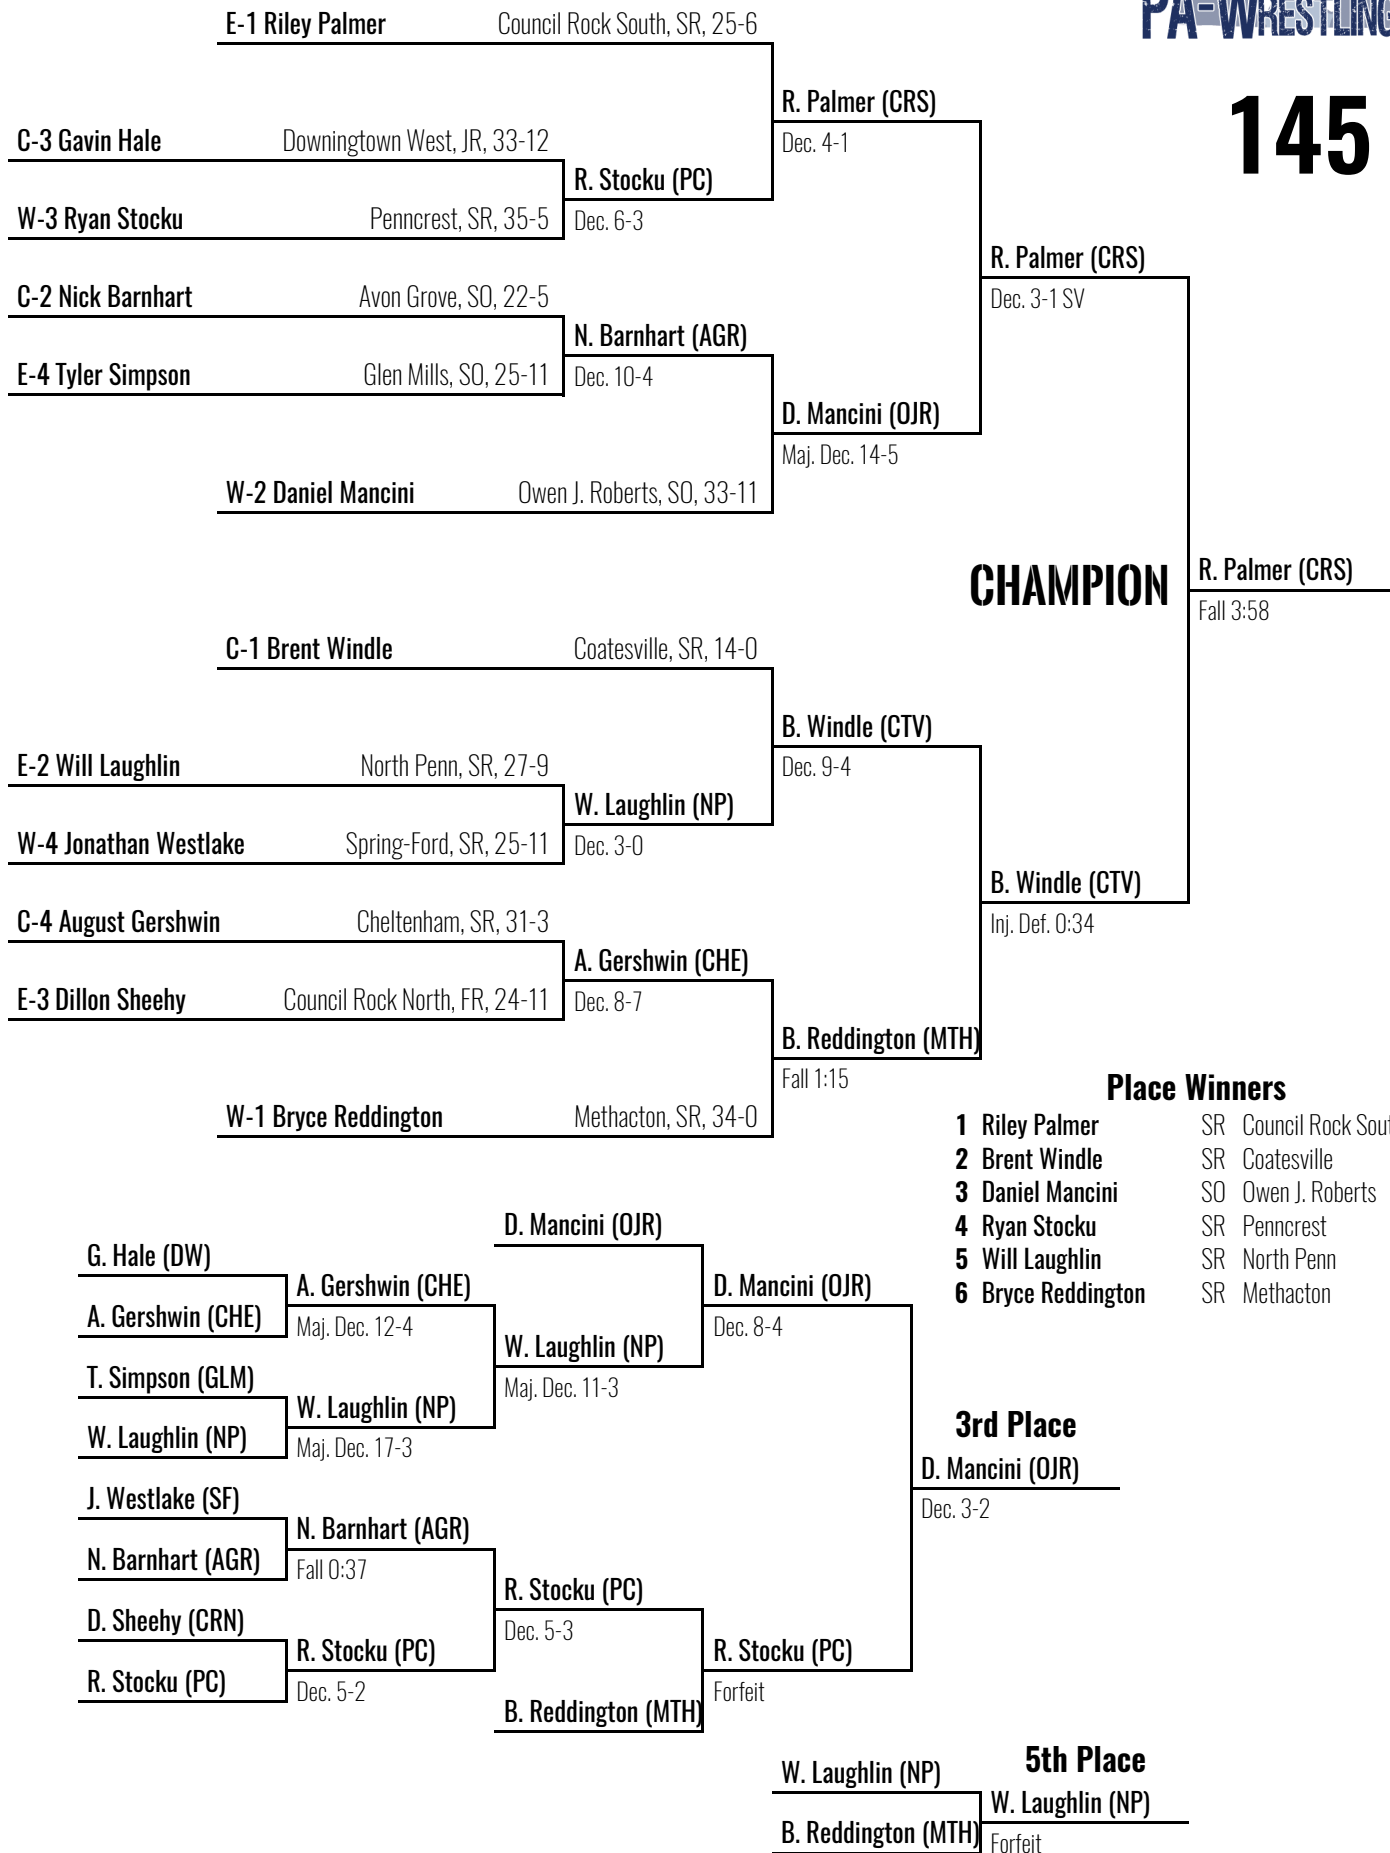 PA-WRESTLING
145
E-1 Riley Palmer Council Rock South, SR, 25-6
R. Palmer (CRS)
Dec. 4-1
C-3 Gavin Hale Downingtown West, JR, 33-12
R. Stocku (PC)
Dec. 6-3
W-3 Ryan Stocku Penncrest, SR, 35-5
R. Palmer (CRS)
Dec. 3-1 SV
C-2 Nick Barnhart Avon Grove, SO, 22-5
N. Barnhart (AGR)
Dec. 10-4
E-4 Tyler Simpson Glen Mills, SO, 25-11
D. Mancini (OJR)
Maj. Dec. 14-5
W-2 Daniel Mancini Owen J. Roberts, SO, 33-11
CHAMPION
R. Palmer (CRS)
Fall 3:58
C-1 Brent Windle Coatesville, SR, 14-0
B. Windle (CTV)
Dec. 9-4
E-2 Will Laughlin North Penn, SR, 27-9
W. Laughlin (NP)
Dec. 3-0
W-4 Jonathan Westlake Spring-Ford, SR, 25-11
B. Windle (CTV)
Inj. Def. 0:34
C-4 August Gershwin Cheltenham, SR, 31-3
A. Gershwin (CHE)
Dec. 8-7
E-3 Dillon Sheehy Council Rock North, FR, 24-11
B. Reddington (MTH)
Fall 1:15
W-1 Bryce Reddington Methacton, SR, 34-0
Place Winners
1 Riley Palmer SR Council Rock Sout
2 Brent Windle SR Coatesville
3 Daniel Mancini SO Owen J. Roberts
4 Ryan Stocku SR Penncrest
5 Will Laughlin SR North Penn
6 Bryce Reddington SR Methacton
D. Mancini (OJR)
G. Hale (DW)
A. Gershwin (CHE)
A. Gershwin (CHE)
Maj. Dec. 12-4
D. Mancini (OJR)
Dec. 8-4
W. Laughlin (NP)
Maj. Dec. 11-3
T. Simpson (GLM)
W. Laughlin (NP)
W. Laughlin (NP)
Maj. Dec. 17-3
3rd Place
D. Mancini (OJR)
Dec. 3-2
J. Westlake (SF)
N. Barnhart (AGR)
N. Barnhart (AGR)
Fall 0:37
R. Stocku (PC)
Dec. 5-3
D. Sheehy (CRN)
R. Stocku (PC)
R. Stocku (PC)
Dec. 5-2
R. Stocku (PC)
Forfeit
B. Reddington (MTH)
5th Place
W. Laughlin (NP)
W. Laughlin (NP)
B. Reddington (MTH)
Forfeit